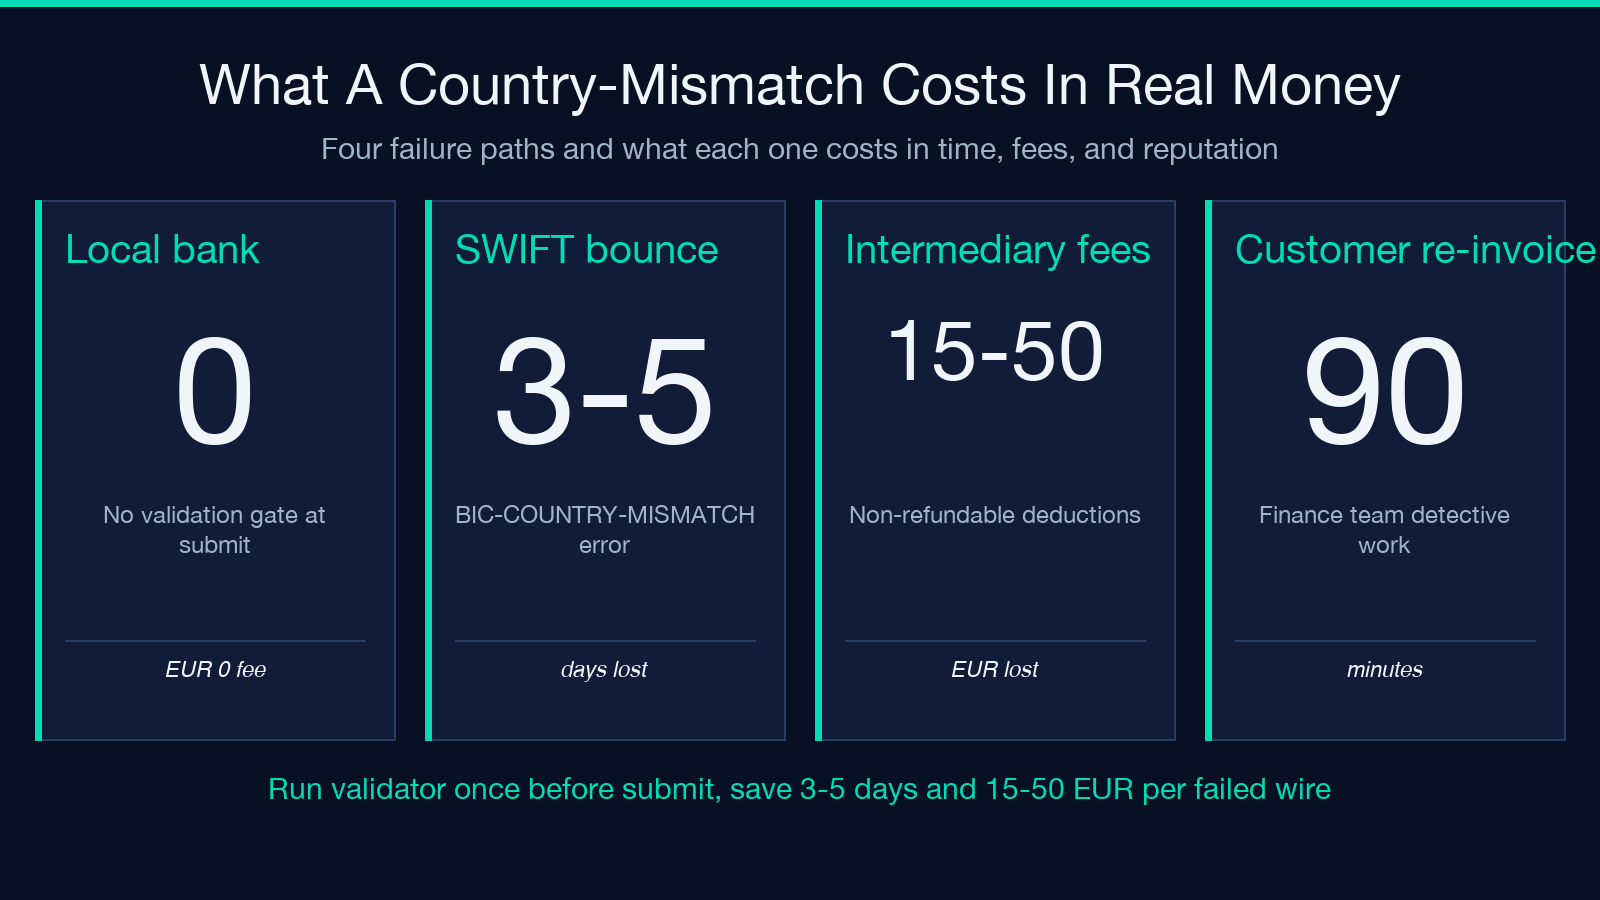 What A Country-Mismatch Costs In Real Money
Four failure paths and what each one costs in time, fees, and reputation
Local bank
0
No validation gate at
submit
EUR 0 fee
SWIFT bounce
3-5
BIC-COUNTRY-MISMATCH
error
days lost
Intermediary fees
15-50
Non-refundable deductions
EUR lost
Customer re-invoice
90
Finance team detective
work
minutes
Run validator once before submit, save 3-5 days and 15-50 EUR per failed wire